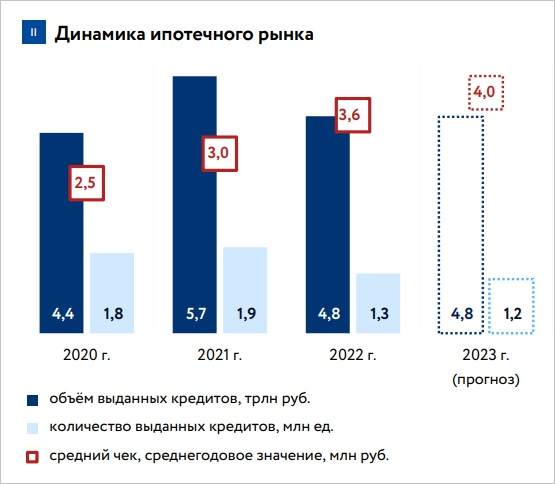 II Динамика ипотечного рынка
2,5 3,0 3,6 4,0
4,4 1,8 5,7 1,9 4,8 1,3 4,8 1,2
2020 г. 2021 г. 2022 г. 2023 г.
(прогноз)
объём выданных кредитов, трлн руб.
количество выданных кредитов, млн ед.
средний чек, среднегодовое значение, млн руб.